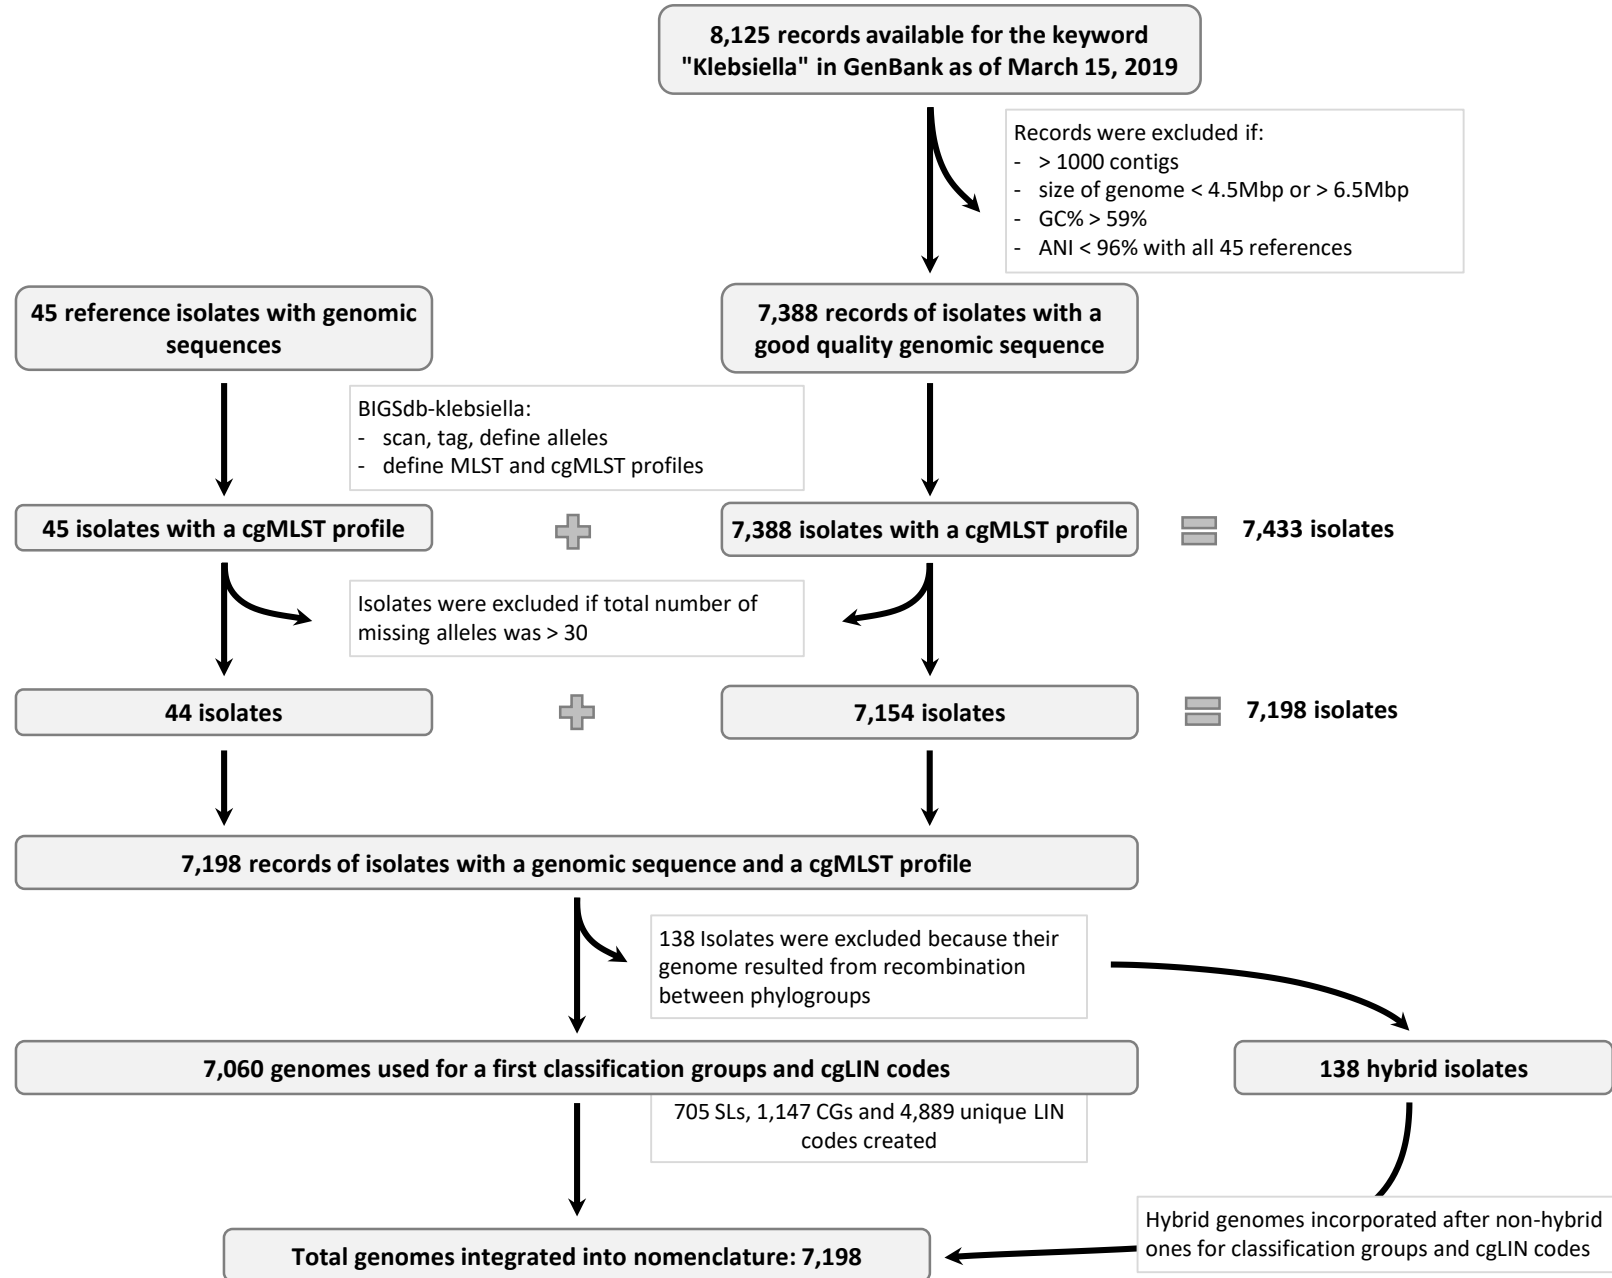 8,125 records available for the keyword
"Klebsiella" in GenBank as of March 15, 2019
Records were excluded if:
- > 1000 contigs
- size of genome < 4.5Mbp or > 6.5Mbp
- GC% > 59%
- ANI < 96% with all 45 references
45 reference isolates with genomic
sequences
7,388 records of isolates with a
good quality genomic sequence
BIGSdb-klebsiella:
- scan, tag, define alleles
- define MLST and cgMLST profiles
45 isolates with a cgMLST profile
7,388 isolates with a cgMLST profile
7,433 isolates
Isolates were excluded if total number of
missing alleles was > 30
44 isolates
7,154 isolates
7,198 isolates
7,198 records of isolates with a genomic sequence and a cgMLST profile
138 Isolates were excluded because their
genome resulted from recombination
between phylogroups
7,060 genomes used for a first classification groups and cgLIN codes
138 hybrid isolates
705 SLs, 1,147 CGs and 4,889 unique LIN
codes created
Hybrid genomes incorporated after non-hybrid
ones for classification groups and cgLIN codes
Total genomes integrated into nomenclature: 7,198